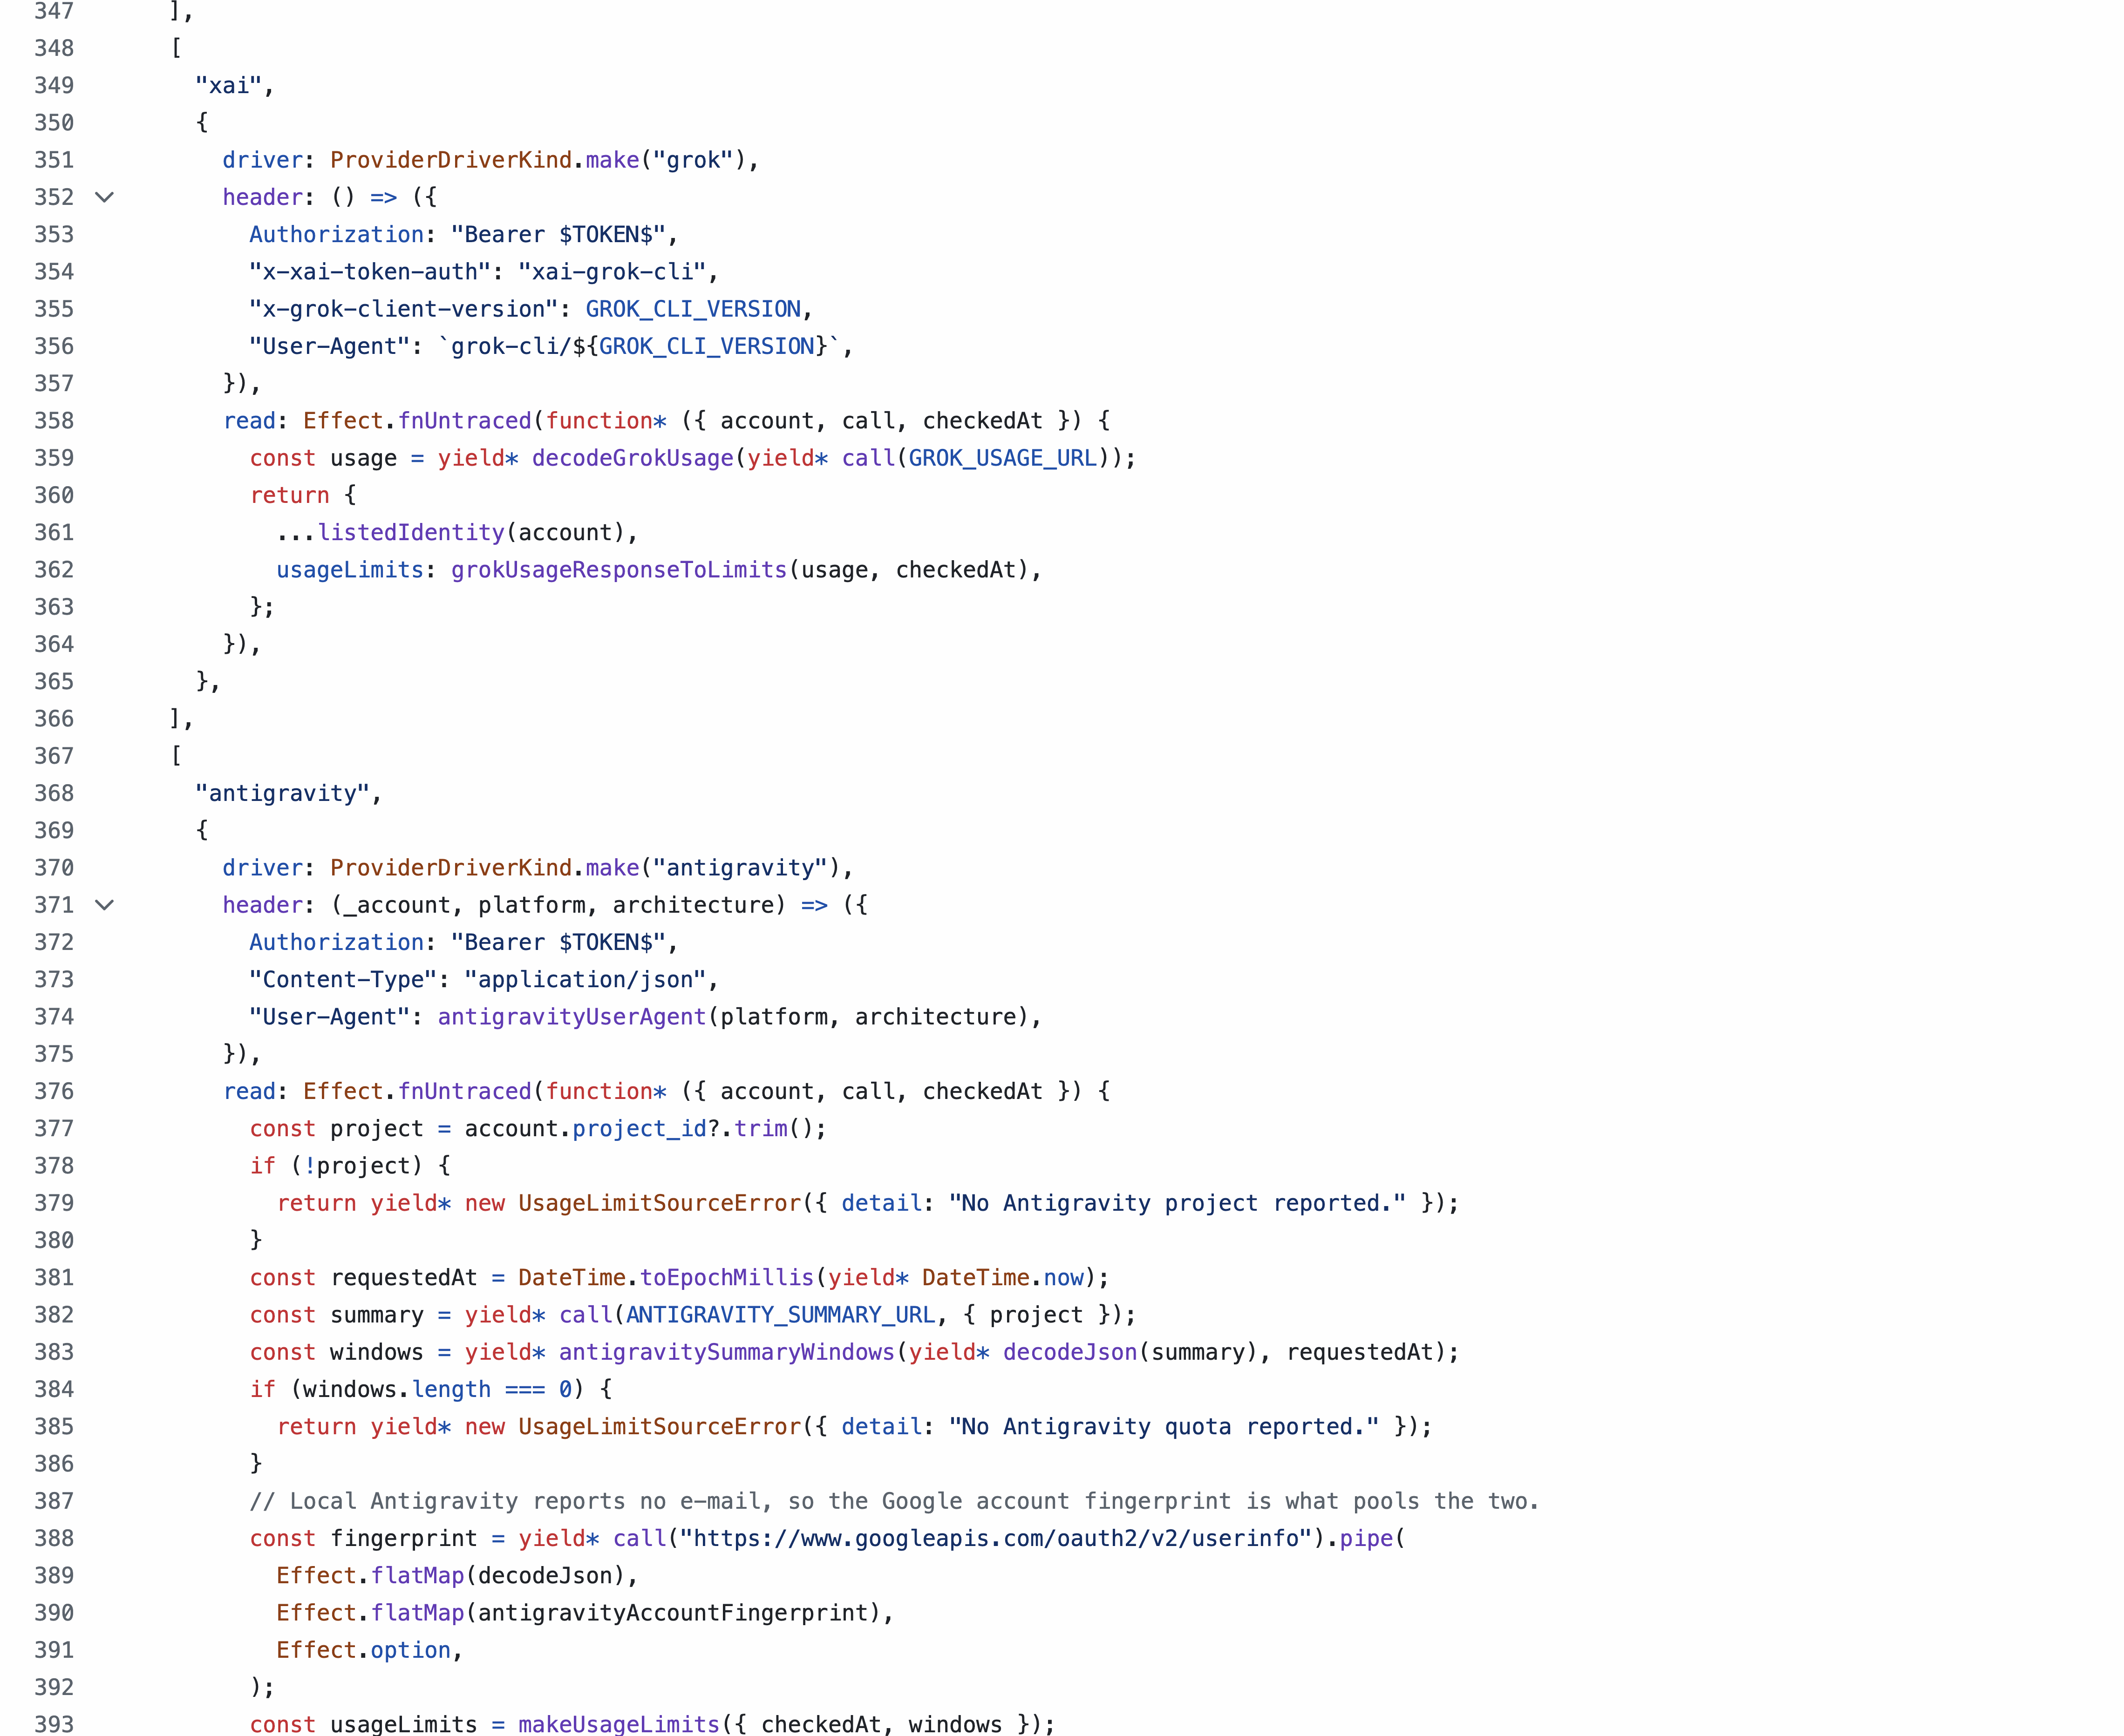 347 ],
348 [
349 "xai",
350 {
351 driver: ProviderDriverKind.make("grok"),
352 header: () => ({
353 Authorization: "Bearer $TOKEN$",
354 "x-xai-token-auth": "xai-grok-cli",
355 "x-grok-client-version": GROK_CLI_VERSION,
356 "User-Agent": `grok-cli/${GROK_CLI_VERSION}`,
357 }),
358 read: Effect.fnUntraced(function* ({ account, call, checkedAt }) {
359 const usage = yield* decodeGrokUsage(yield* call(GROK_USAGE_URL));
360 return {
361 ...listedIdentity(account),
362 usageLimits: grokUsageResponseToLimits(usage, checkedAt),
363 };
364 }),
365 },
366 ],
367 [
368 "antigravity",
369 {
370 driver: ProviderDriverKind.make("antigravity"),
371 header: (_account, platform, architecture) => ({
372 Authorization: "Bearer $TOKEN$",
373 "Content-Type": "application/json",
374 "User-Agent": antigravityUserAgent(platform, architecture),
375 }),
376 read: Effect.fnUntraced(function* ({ account, call, checkedAt }) {
377 const project = account.project_id?.trim();
378 if (!project) {
379 return yield* new UsageLimitSourceError({ detail: "No Antigravity project reported." });
380 }
381 const requestedAt = DateTime.toEpochMillis(yield* DateTime.now);
382 const summary = yield* call(ANTIGRAVITY_SUMMARY_URL, { project });
383 const windows = yield* antigravitySummaryWindows(yield* decodeJson(summary), requestedAt);
384 if (windows.length === 0) {
385 return yield* new UsageLimitSourceError({ detail: "No Antigravity quota reported." });
386 }
387 // Local Antigravity reports no e-mail, so the Google account fingerprint is what pools the two.
388 const fingerprint = yield* call("https://www.googleapis.com/oauth2/v2/userinfo").pipe(
389 Effect.flatMap(decodeJson),
390 Effect.flatMap(antigravityAccountFingerprint),
391 Effect.option,
392 );
393 const usageLimits = makeUsageLimits({ checkedAt, windows });